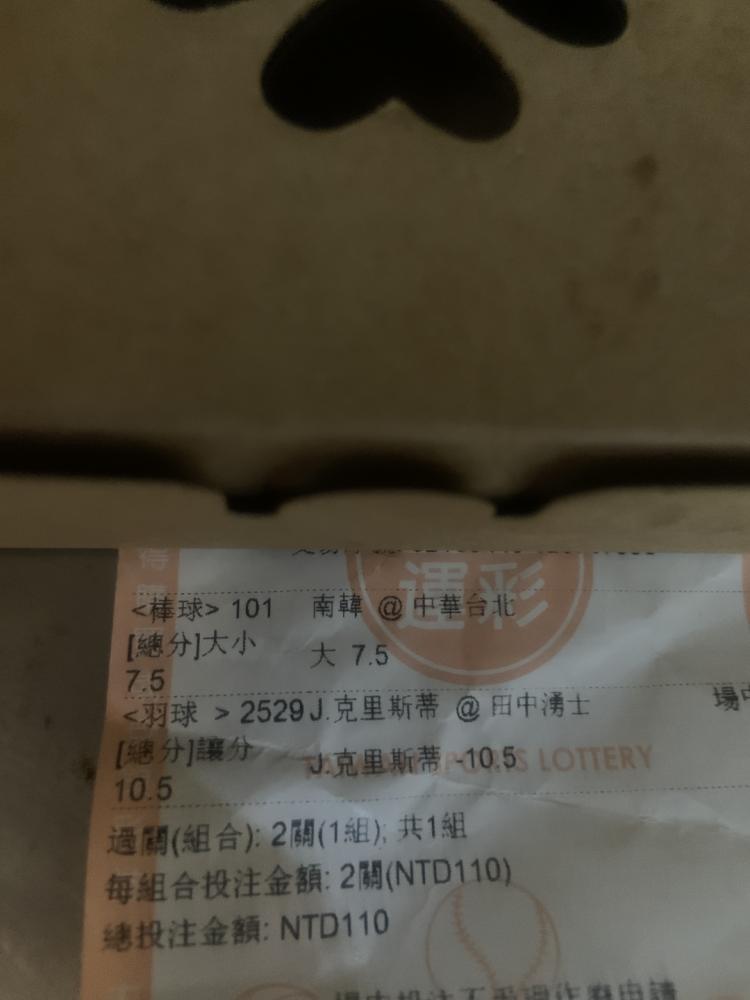 運彩
<棒球> 101 南韓 @ 中華台北
[總分]大小 大 7.5
7.5
<羽球 > 2529 J.克里斯蒂 @ 田中湧士
[總分]讓分 J.克里斯蒂 -10.5
LOTTERY
10.5
過關(組合): 2關(1組); 共1組
每組合投注金額: 2關(NTD110)
總投注金額: NTD110